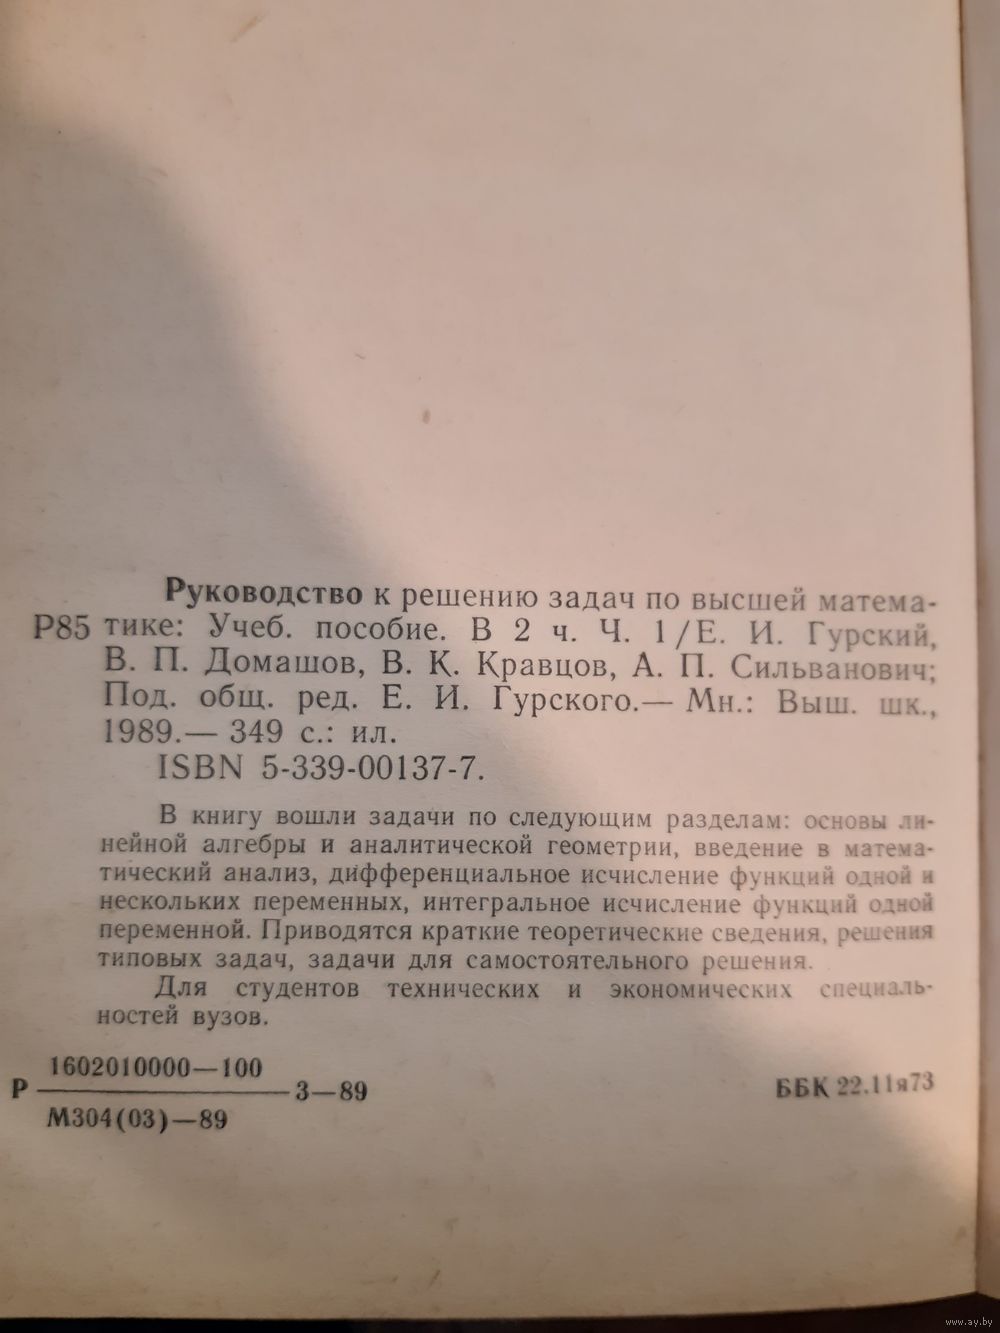 Руководство к решению задач по высшей матема-
Р85 тике: Учеб. пособие. В 2 ч. Ч. 1/Е. И. Гурский,
В. П. Домашов, В. К. Кравцов, А. П. Сильванович;
Под. общ. ред. Е. И. Гурского.— Мн.: Выш. шк.,
1989.— 349 с.: ил.
ISBN 5-339-00137-7.
В книгу вошли задачи по следующим разделам: основы ли-
нейной алгебры и аналитической геометрии, введение в матема-
тический анализ, дифференциальное исчисление функций одной и
нескольких переменных, интегральное исчисление функций одной
переменной. Приводятся краткие теоретические сведения, решения
типовых задач, задачи для самостоятельного решения.
Для студентов технических и экономических специаль-
ностей вузов.
1602010000—100
Р 3—89
М304(03)—89
ББК 22.11я73
www.ay.by